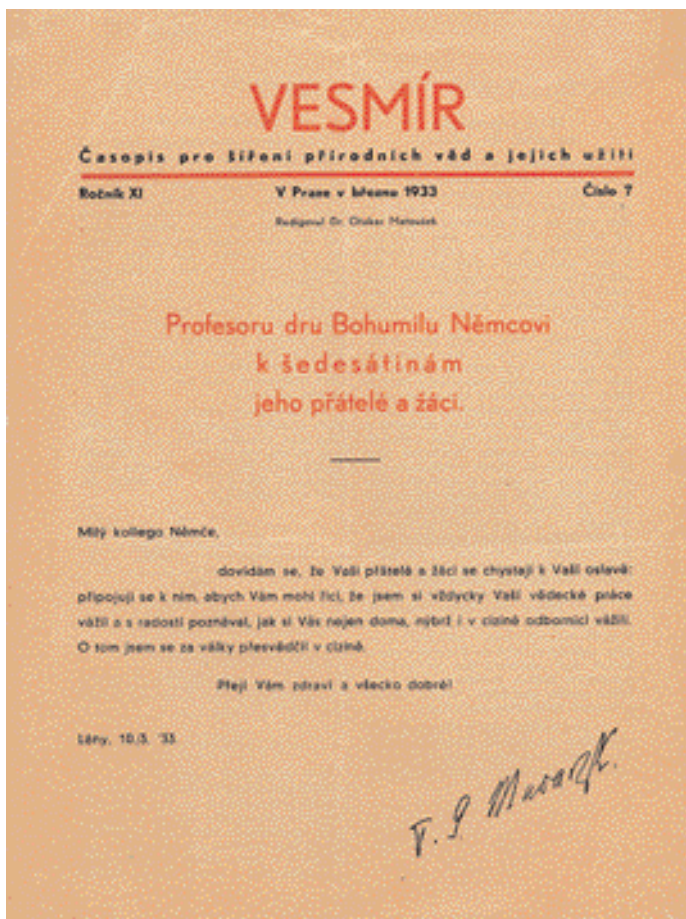 VESMÍR
Časopis pro šíření přírodních věd a jejich užití
Ročník XI V Praze v březnu 1933 Číslo 7
Redigoval Dr. Otakar Matoušek
Profesoru dru Bohumilu Němcovi
k šedesátinám
jeho přátelé a žáci.
Milý kollego Němče,
dovídám se, že Vaši přátelé a žáci se chystají k Vaší oslavě:
připojuji se k nim, abych Vám mohl říci, že jsem si vždycky Vaší vědecké práce
vážil a s radostí poznával, jak si Vás nejen doma, nýbrž i v cizině odborníci vážili.
O tom jsem se za války přesvědčil v cizině.
Přeji Vám zdraví a všecko dobré!
Lány, 10/3. '33.
T. G. Masaryk.